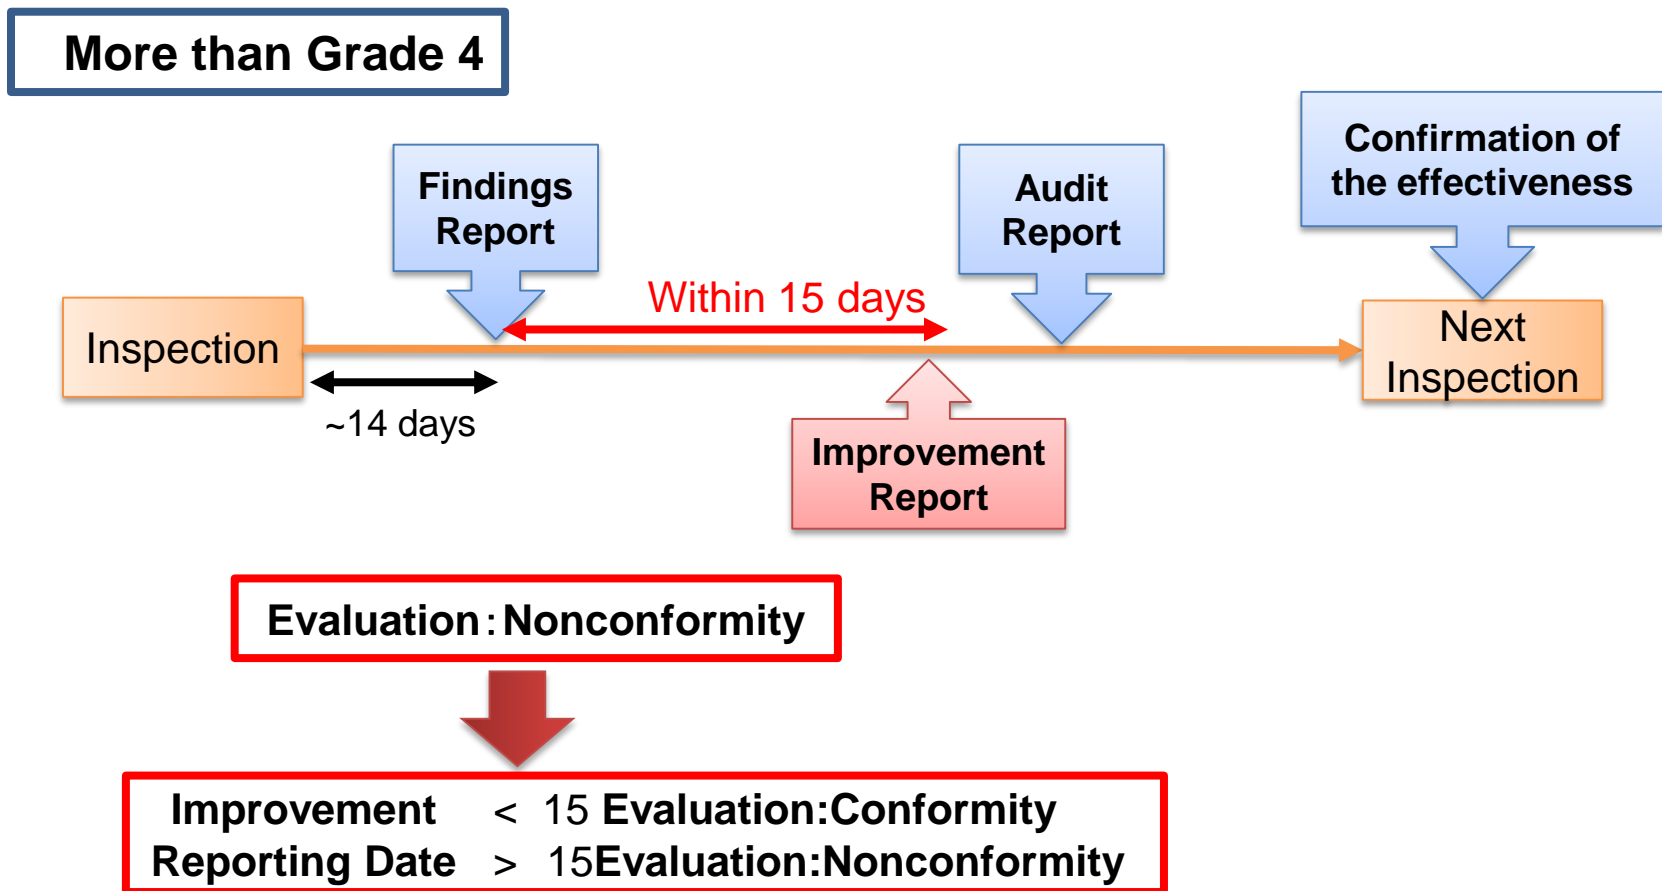 More than Grade 4
Confirmation of
the effectiveness
Findings
Report
Audit
Report
Within 15 days
Inspection
Next
Inspection
~14 days
Improvement
Report
Evaluation：Nonconformity
Improvement < 15 Evaluation:Conformity
Reporting Date > 15Evaluation:Nonconformity